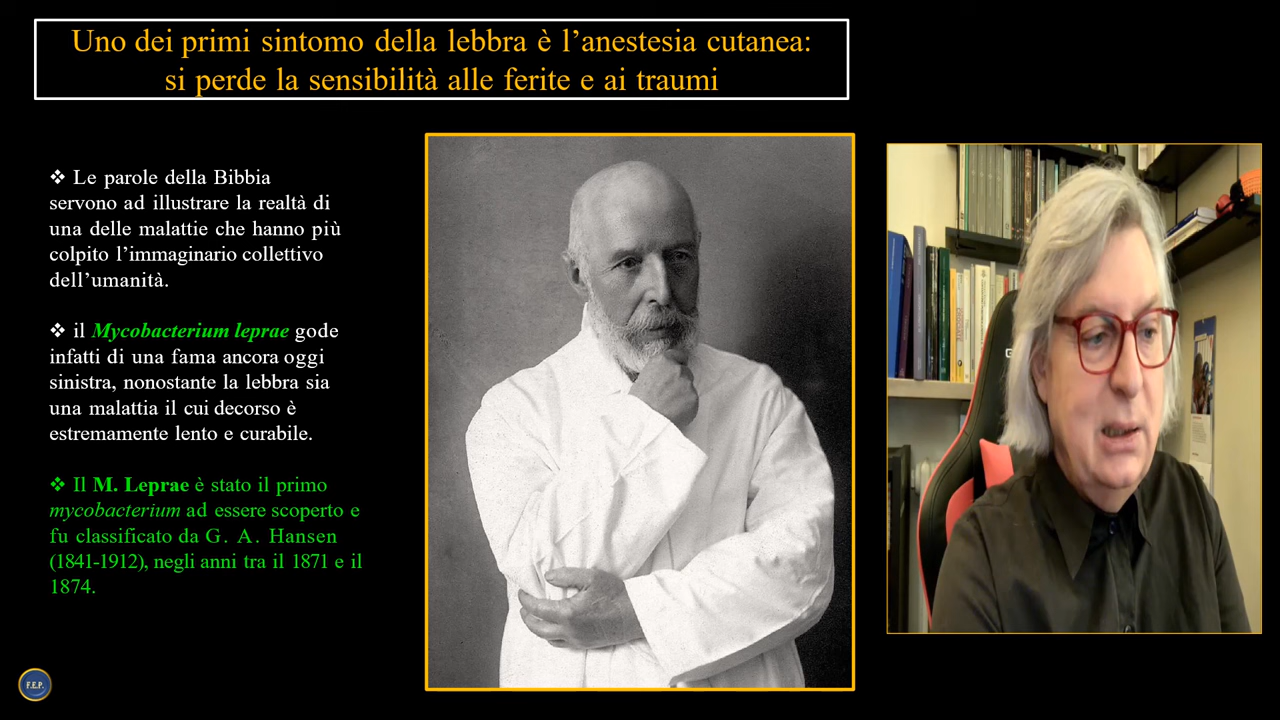 Uno dei primi sintomo della lebbra è l’anestesia cutanea:
si perde la sensibilità alle ferite e ai traumi
❖ Le parole della Bibbia
servono ad illustrare la realtà di
una delle malattie che hanno più
colpito l’immaginario collettivo
dell’umanità.
❖ il Mycobacterium leprae gode
infatti di una fama ancora oggi
sinistra, nonostante la lebbra sia
una malattia il cui decorso è
estremamente lento e curabile.
❖ Il M. Leprae è stato il primo
mycobacterium ad essere scoperto e
fu classificato da G. A. Hansen
(1841-1912), negli anni tra il 1871 e il
1874.
F.E.P.